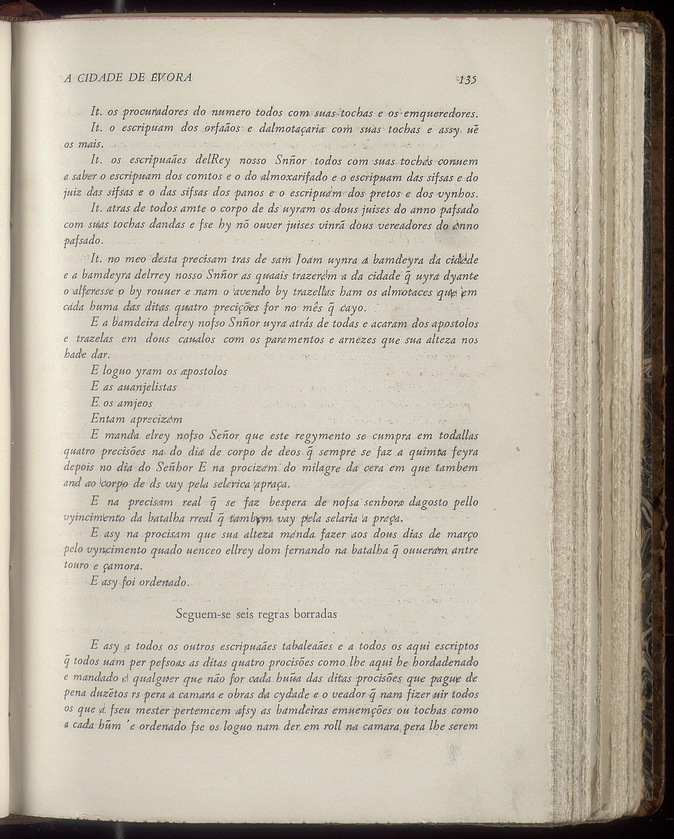 A CIDADE DE ÉVORA 135
It. os procuradores do numero todos com suas tochas e os emqueredores.
It. o escripuam dos orfaãos e dalmotaçaria com suas tochas e assy uẽ
os mais.
It. os escripuaães delRey nosso Snñor todos com suas tochas conuem
a saber o escripuam dos comtos e o do almoxarifado e o escripuam das sifsas e do
juiz das sifsas e o das sifsas dos panos e o escripuam dos pretos e dos vynhos.
It. atras de todos amte o corpo de ds uyram os dous juises do anno pafsado
com suas tochas dandas e fse hy nõ ouver juises vinrã dous vereadores do anno
pafsado.
It. no meo desta precisam tras de sam Joam uynra a bamdeyra da cidade
e a bamdeyra delrrey nosso Snñor as quaais trazeram a da cidade q̃ uyra dyante
o alferesse o hy rouuer e nam o avendo hy trazellas ham os almotaces que em
cada huma das ditas quatro precições for no mês q̃ cayo.
E a bamdeira delrey nofso Snñor uyra atrás de todas e acaram dos apostolos
e trazelas em dous caualos com os paramentos e arnezes que sua alteza nos
hade dar.
E loguo yram os apostolos
E as auanjelistas
E os amjeos
Entam aprecizam
E manda elrey nofso Señor que este regymento se cumpra em todallas
quatro precisões na do dia de corpo de deos q̃ sempre se faz a quimta feyra
depois no dia do Señhor E na procizam do milagre da cera em que tambem
and ao corpo de ds vay pela selerica apraça.
E na precisam real q̃ se faz bespera de nofsa senhora dagosto pello
vyincimento da batalha rreal q̃ tambem vay pela selaria a praça.
E asy na procisam que sua alteza manda fazer aos dous dias de março
pelo vyncimento quado uenceo ellrey dom fernando na batalha q̃ ouueram antre
touro e çamora.
E asy foi ordenado.
Seguem-se seis regras borradas
E asy a todos os outros escripuaães tabaleaães e a todos os aqui escriptos
q̃ todos uam per pefsoas as ditas quatro procisões como lhe aqui he hordadenado
e mandado a qualguer que não for cada huũa das ditas procisões que pague de
pena duzẽtos rs pera a camara e obras da cydade e o veador q̃ nam fizer uir todos
os que a fseu mester pertemcem afsy as bamdeiras emuemções ou tochas como
a cada hũm e ordenado fse os loguo nam der em roll na camara pera lhe serem